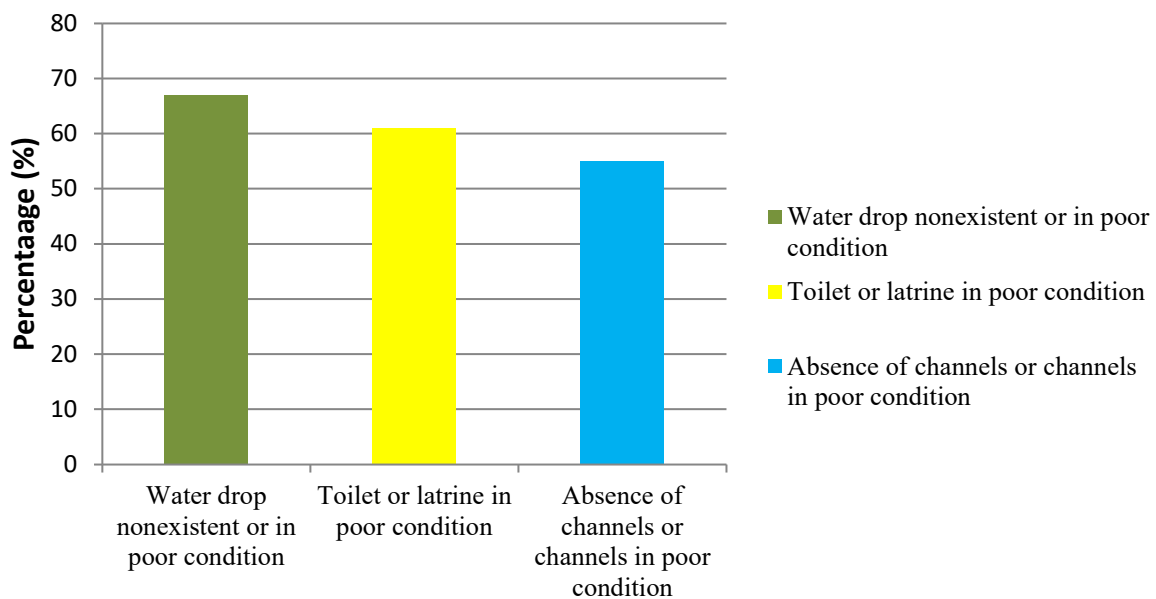 80
70
60
50
40
30
20
10
0
Percentaage (%)
Water drop
nonexistent or in
poor condition
Toilet or latrine in
poor condition
Absence of
channels or
channels in poor
condition
Water drop nonexistent or in poor
condition
Toilet or latrine in poor condition
Absence of channels or channels
in poor condition